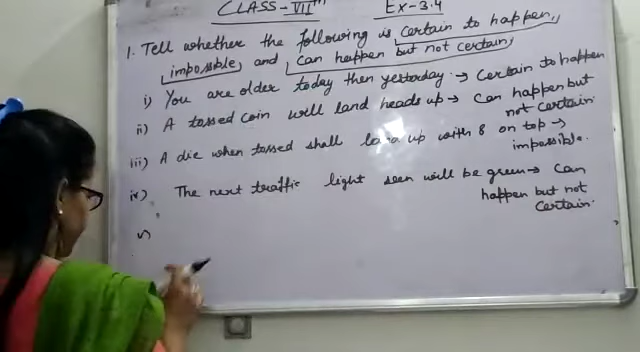 CLASS-VIIth Ex-3.4
1. Tell whether the following is certain to happen,
impossible, and can happen but not certain,
i) You are older today then yesterday → Certain to happen
ii) A tossed coin will land heads up → Can happen but
not certain.
iii) A die when tossed shall land up with 8 on top →
impossible.
iv) The next traffic light seen will be green → Can
happen but not
certain.
v)